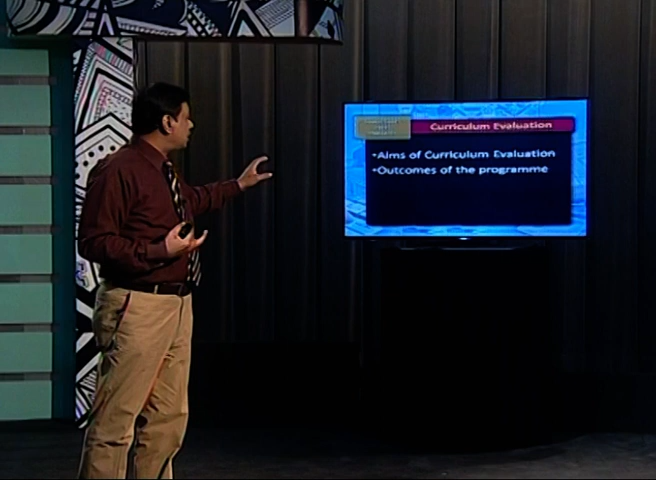 Curriculum Evaluation
•Aims of Curriculum Evaluation
•Outcomes of the programme